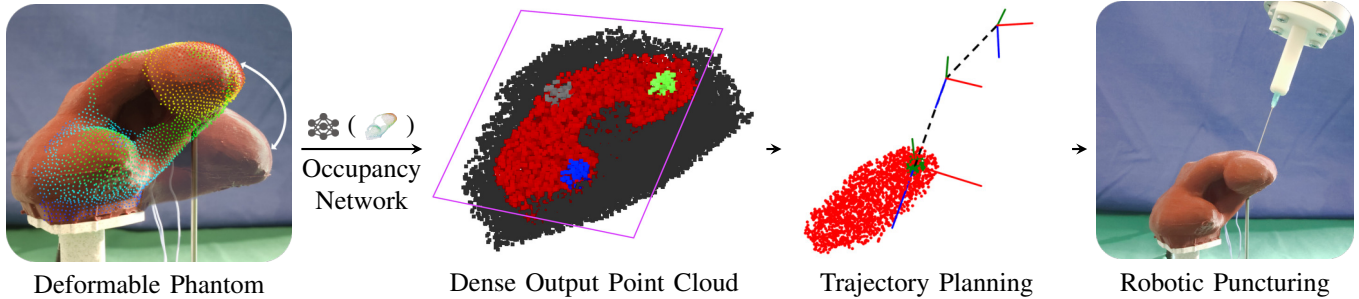 ( )
Occupancy
Network
Deformable Phantom
Dense Output Point Cloud
Trajectory Planning
Robotic Puncturing